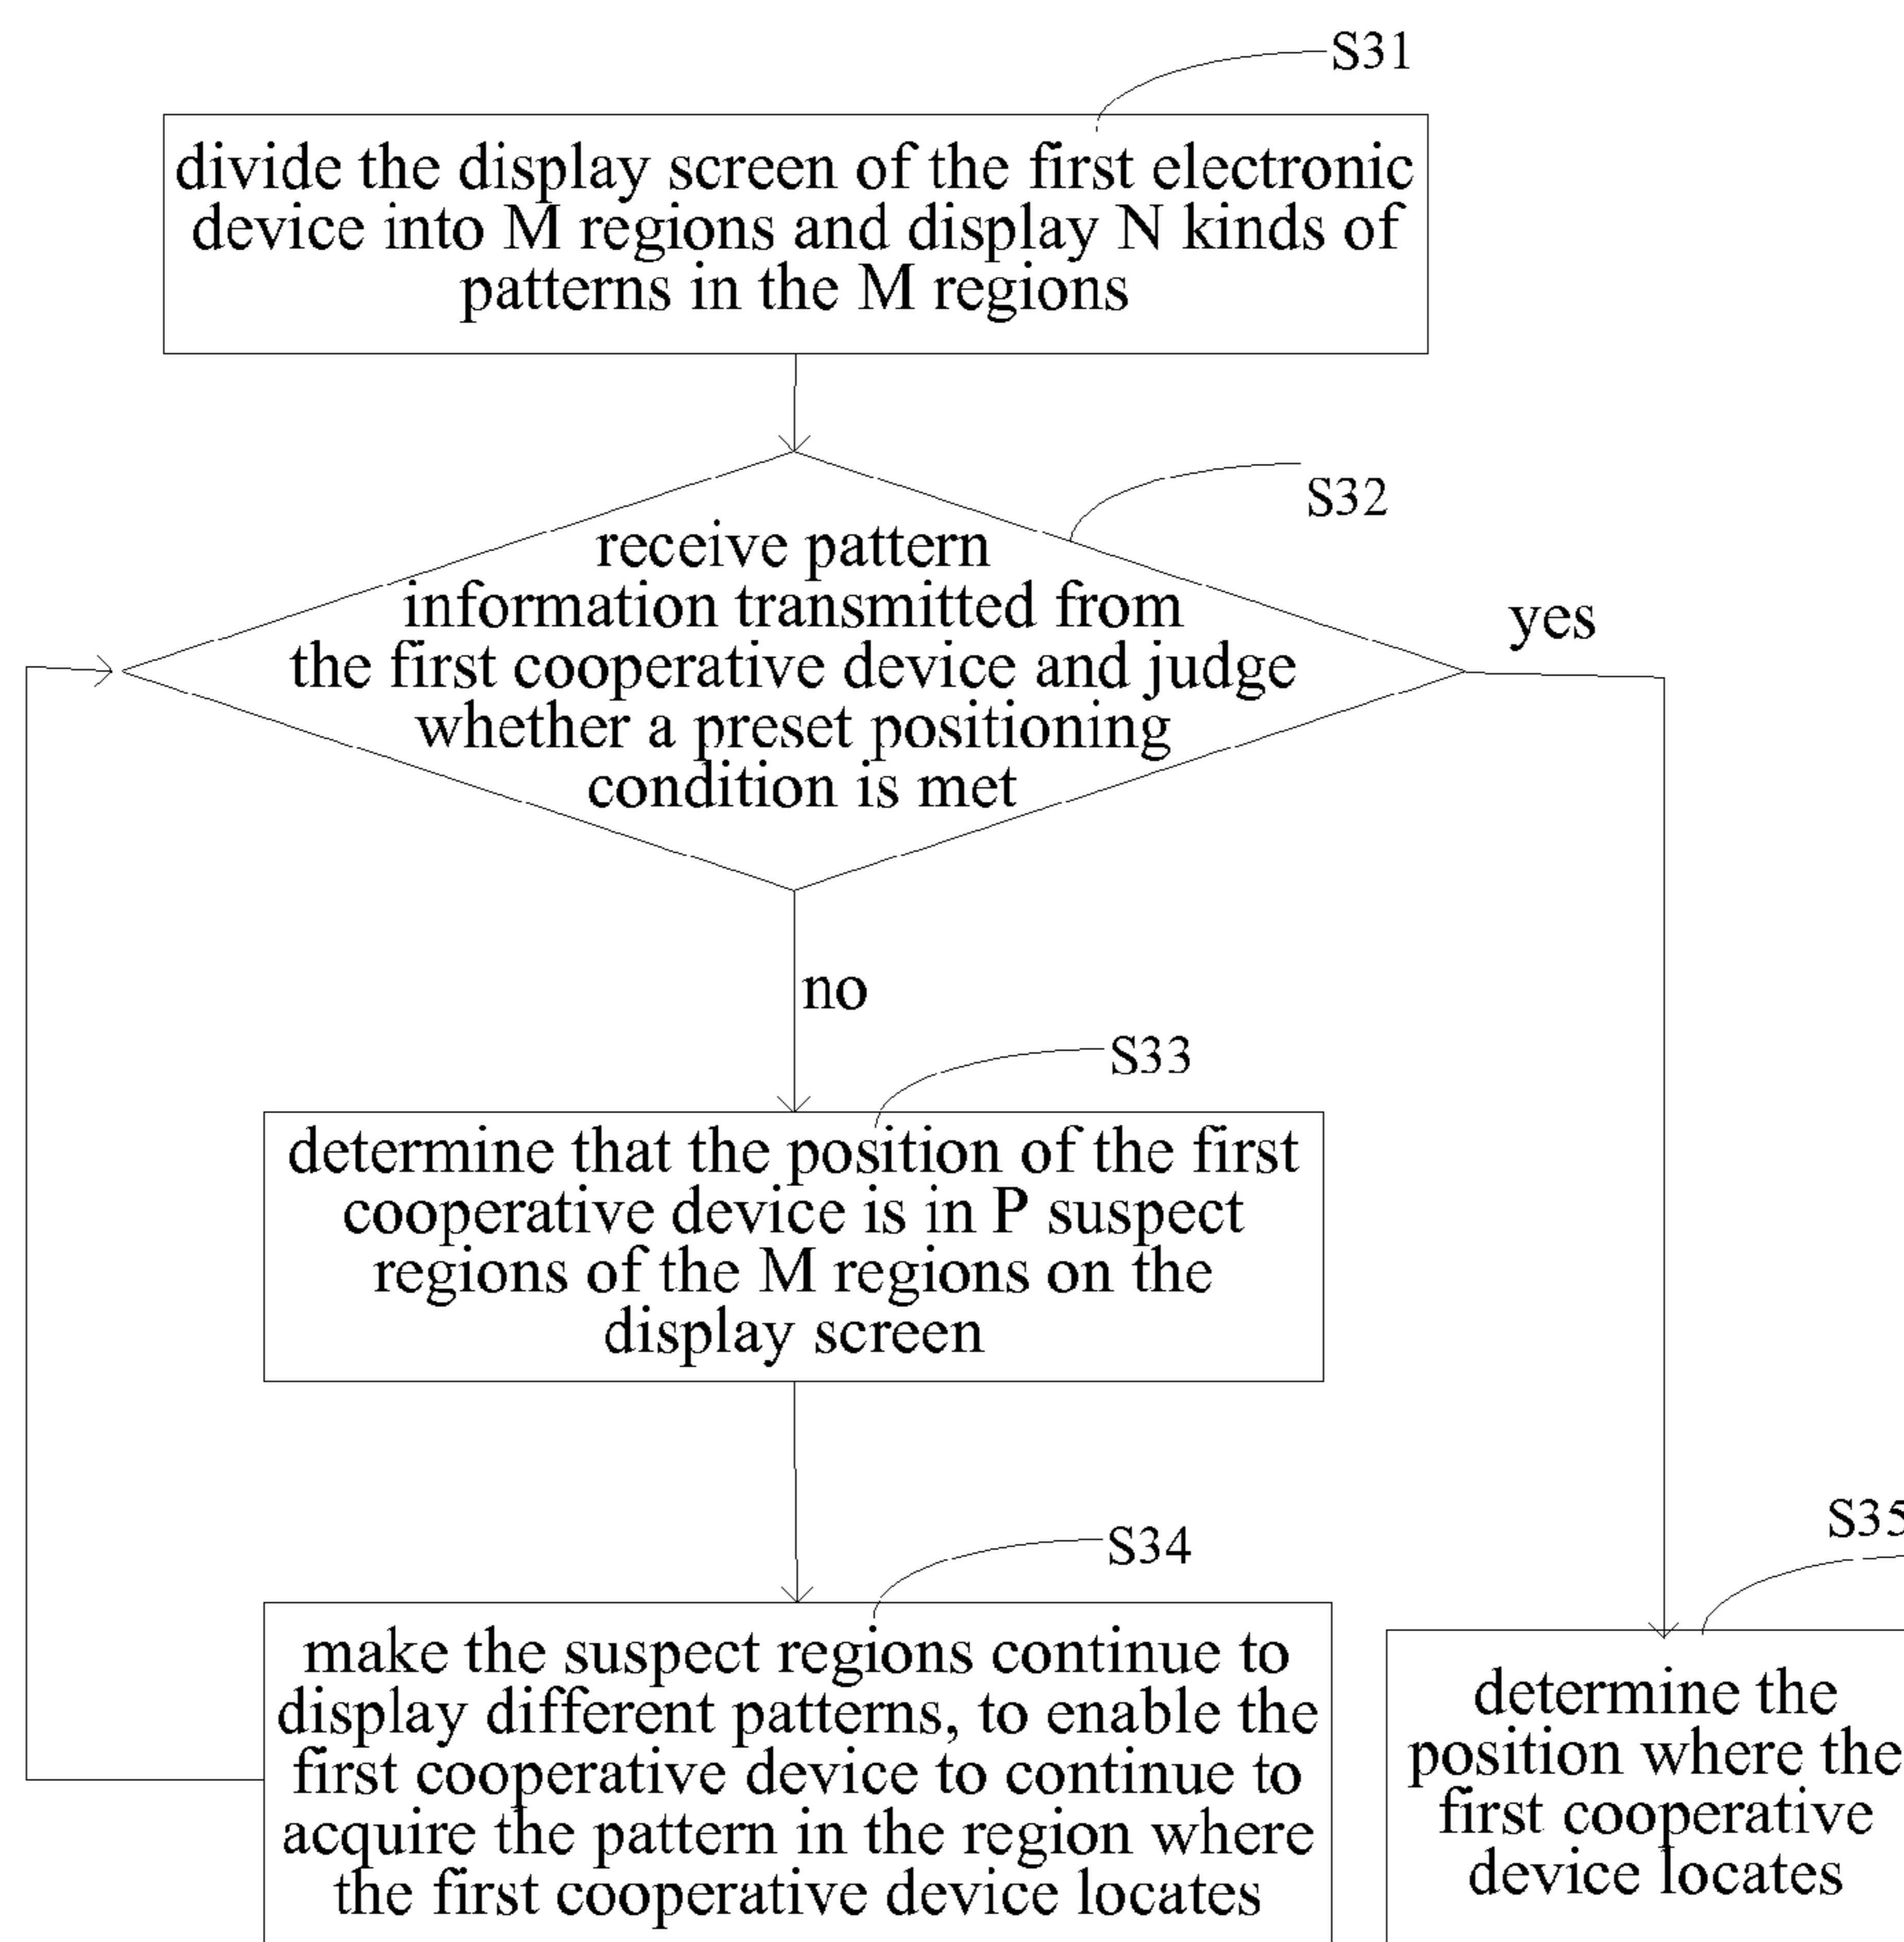 S31
divide the display screen of the first electronic
device into M regions and display N kinds of
patterns in the M regions
S32
receive pattern
information transmitted from
the first cooperative device and judge
whether a preset positioning
condition is met
yes
no
S33
determine that the position of the first
cooperative device is in P suspect
regions of the M regions on the
display screen
S34
make the suspect regions continue to
display different patterns, to enable the
first cooperative device to continue to
acquire the pattern in the region where
the first cooperative device locates
S35
determine the
position where the
first cooperative
device locates